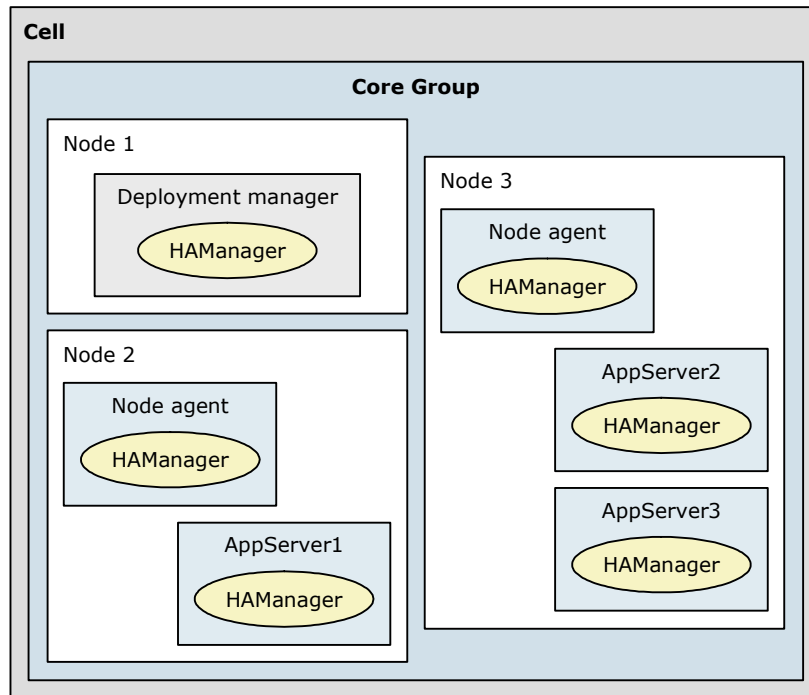 Cell
Core Group
Node 1
Deployment manager
HAManager
Node 2
Node agent
HAManager
AppServer1
HAManager
Node 3
Node agent
HAManager
AppServer2
HAManager
AppServer3
HAManager